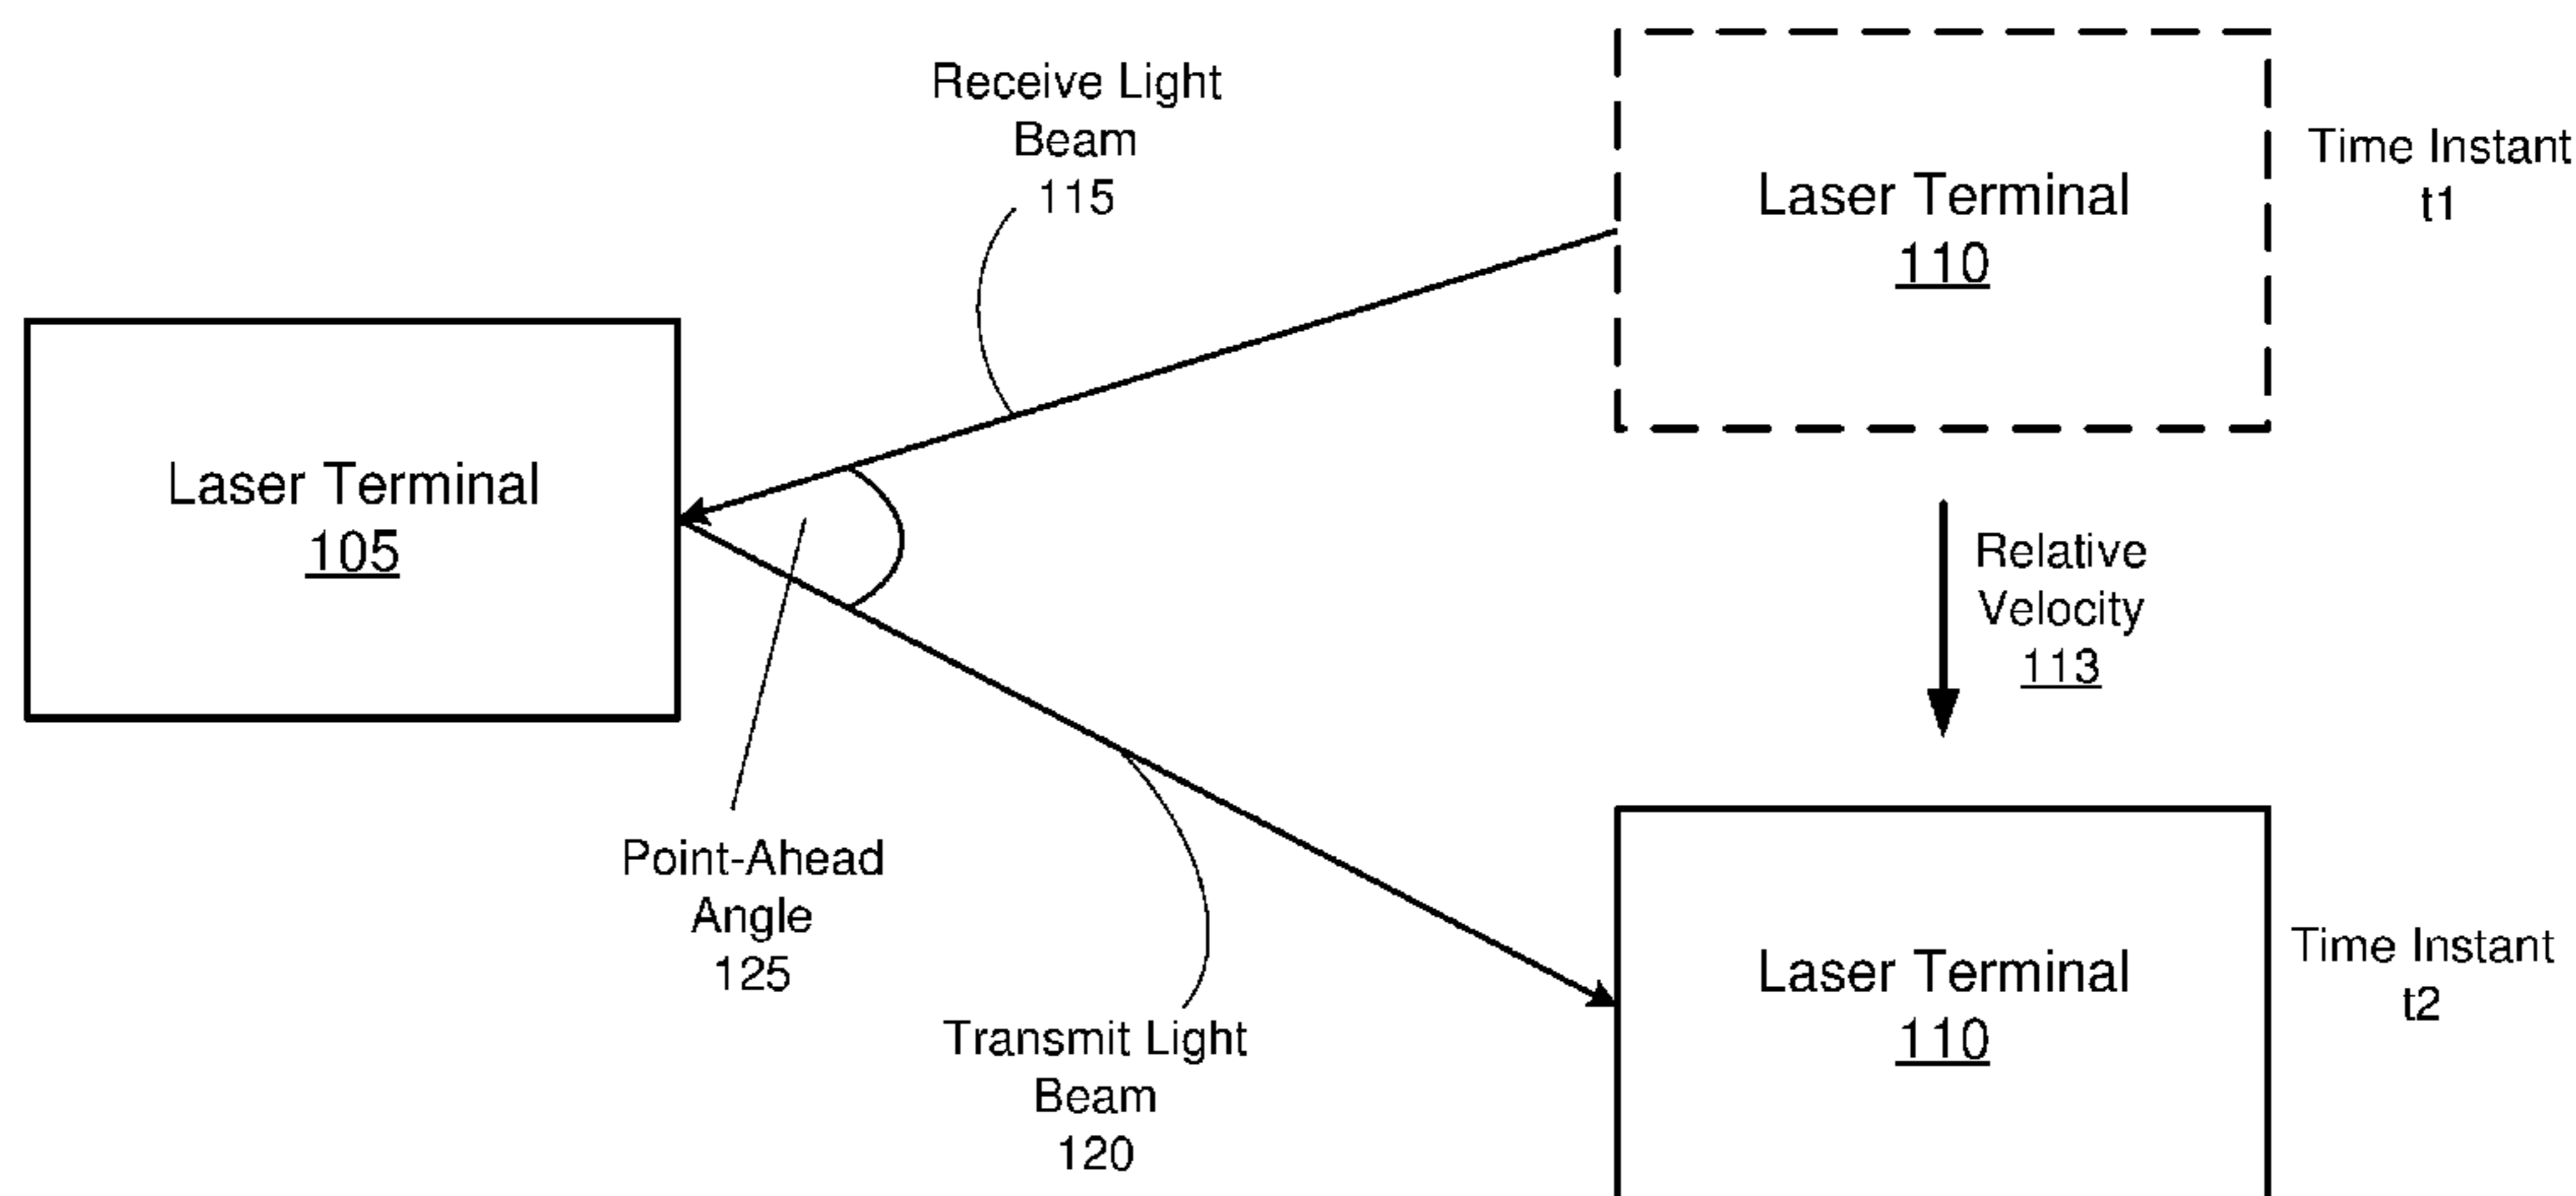 Receive Light
Beam
115
Laser Terminal
110
Time Instant
t1
Laser Terminal
105
Relative
Velocity
113
Point-Ahead
Angle
125
Transmit Light
Beam
120
Laser Terminal
110
Time Instant
t2